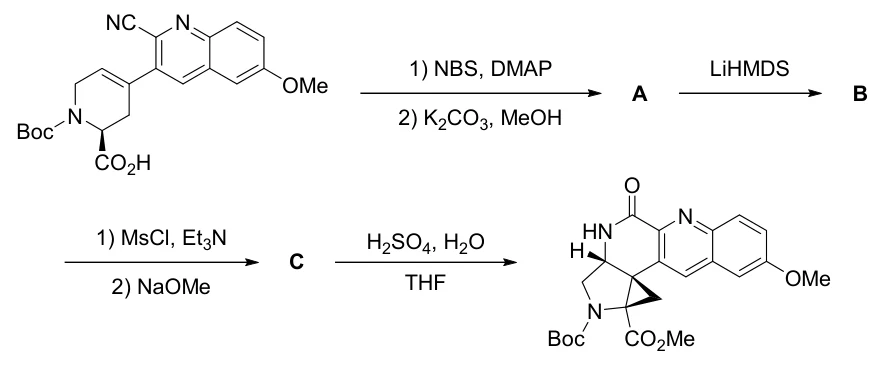 NC N
OMe
N
Boc
CO₂H
1) NBS, DMAP
2) K₂CO₃, MeOH
A
LiHMDS
B
1) MsCl, Et₃N
2) NaOMe
C
H₂SO₄, H₂O
THF
O
HN N
H
OMe
N
Boc CO₂Me